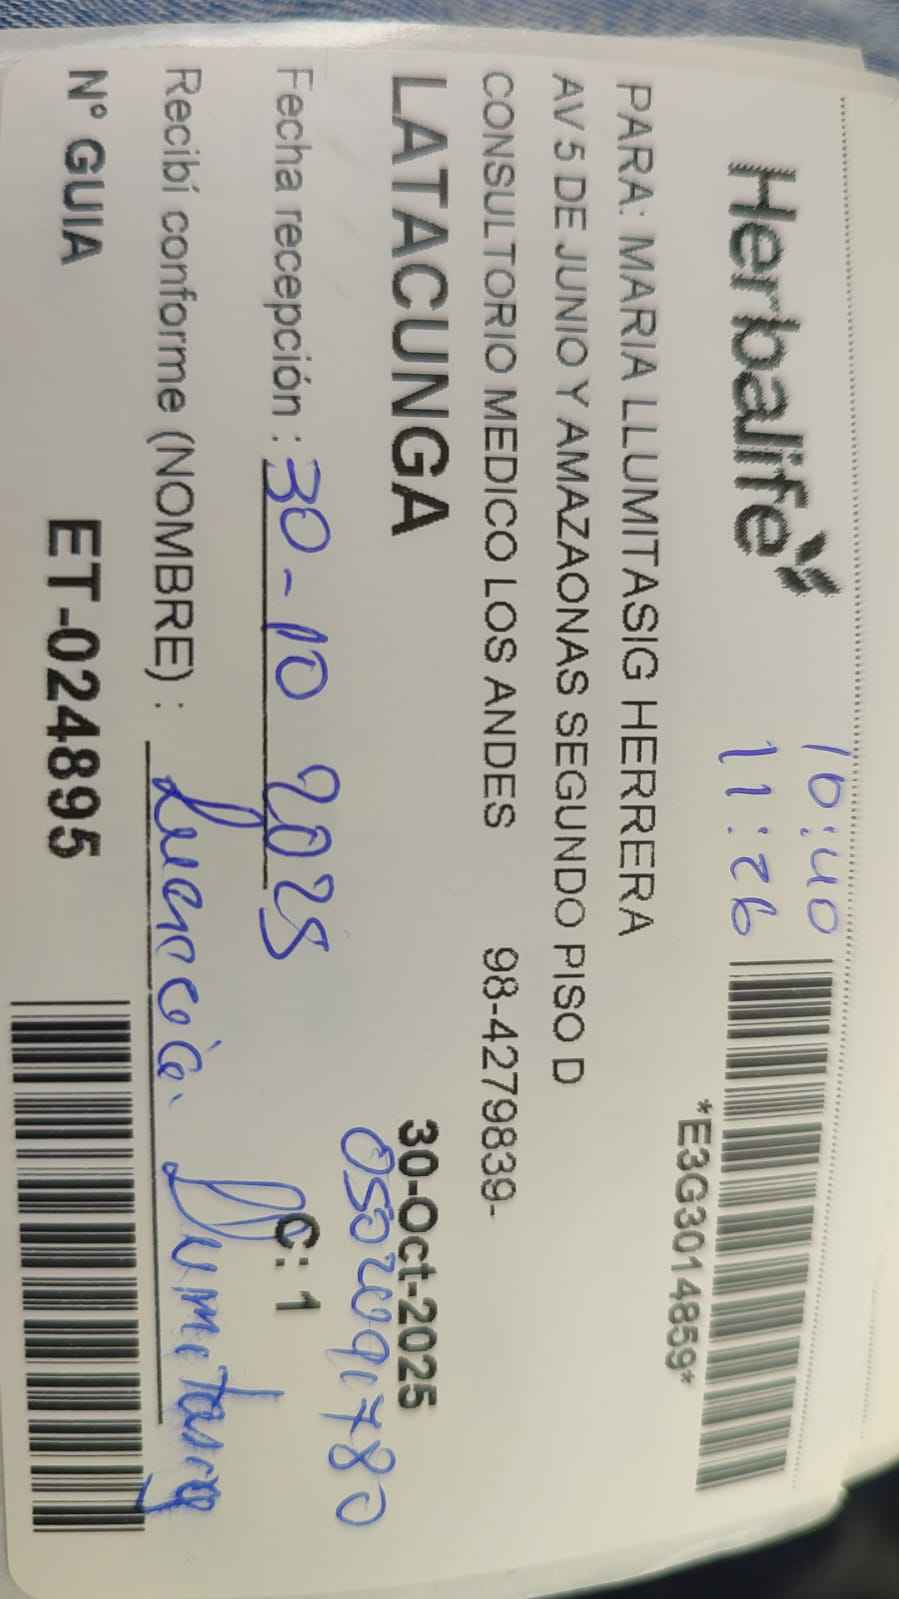 Herbalife
10:40
11:26
*E3G3014859*
PARA: MARIA LLUMITASIG HERRERA
AV 5 DE JUNIO Y AMAZAONAS SEGUNDO PISO D
CONSULTORIO MEDICO LOS ANDES 98-4279839-
LATACUNGA 30-Oct-2025
Fecha recepción : 30-10 2025
C: 1
Recibí conforme (NOMBRE) : Llumitasig
N° GUIA ET-024895